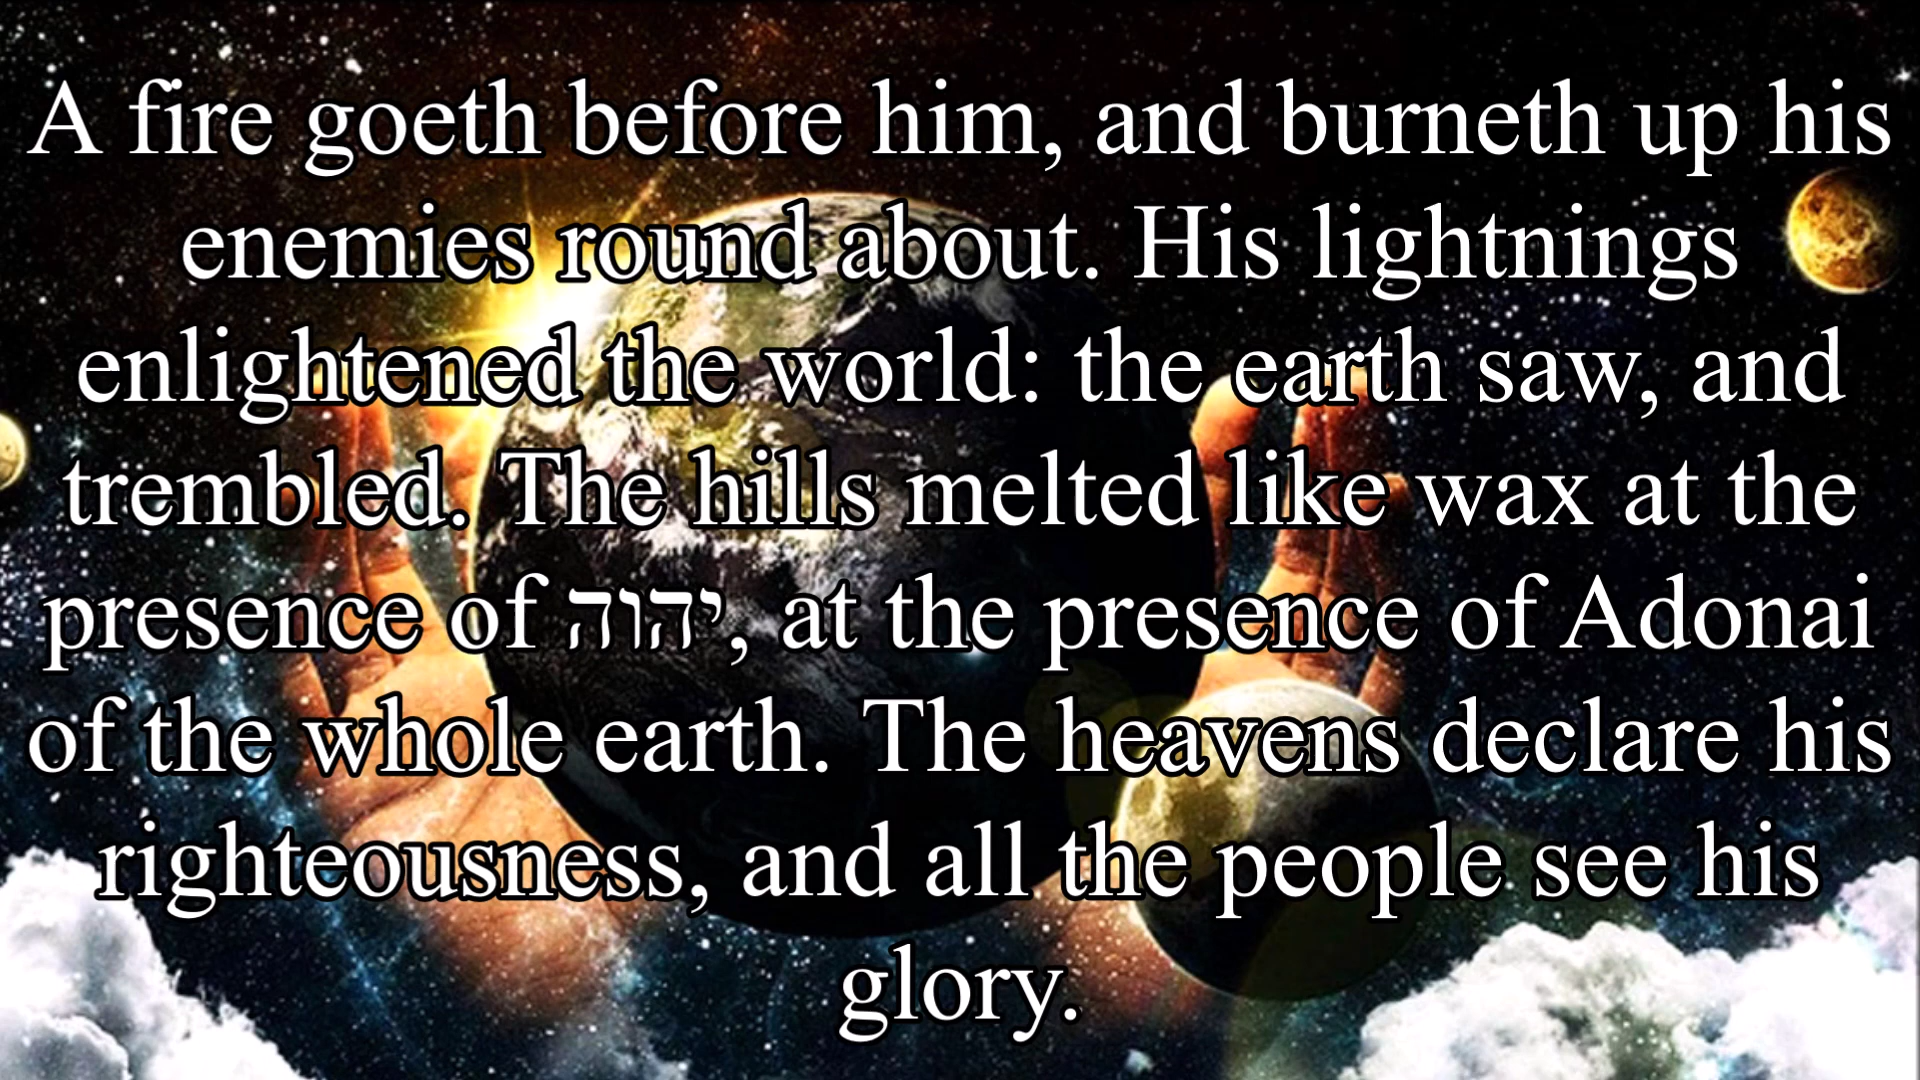 A fire goeth before him, and burneth up his
enemies round about. His lightnings
enlightened the world: the earth saw, and
trembled. The hills melted like wax at the
presence of יהוה, at the presence of Adonai
of the whole earth. The heavens declare his
righteousness, and all the people see his
glory.